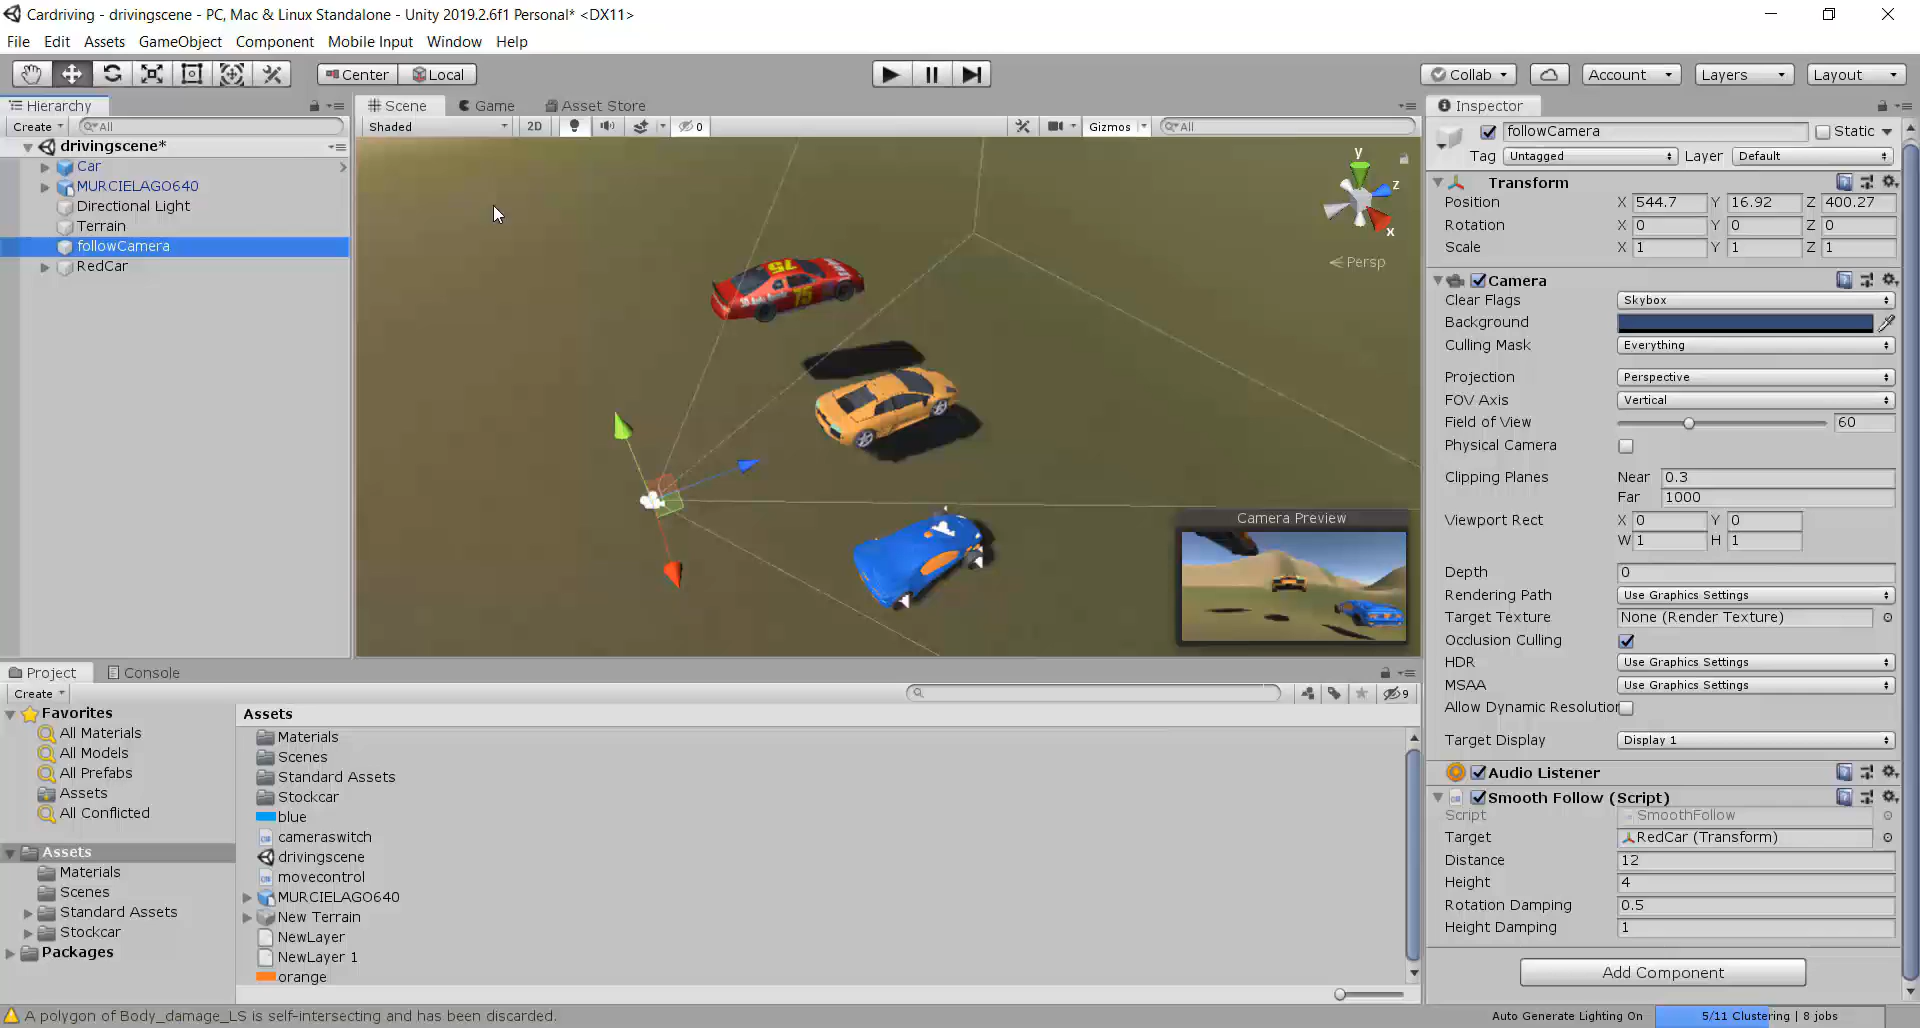 Cardriving - drivingscene - PC, Mac & Linux Standalone - Unity 2019.2.6f1 Personal* <DX11>
File Edit Assets GameObject Component Mobile Input Window Help
Center Local Collab Account Layers Layout
Hierarchy
Create All
drivingscene*
Car
MURCIELAGO640
Directional Light
Terrain
followCamera
RedCar
Scene Game Asset Store
Shaded 2D 0 Gizmos All
y
z
x
Persp
75
75
Camera Preview
Inspector
followCamera Static
Tag Untagged Layer Default
Transform
Position X 544.7 Y 16.92 Z 400.27
Rotation X 0 Y 0 Z 0
Scale X 1 Y 1 Z 1
Camera
Clear Flags Skybox
Background
Culling Mask Everything
Projection Perspective
FOV Axis Vertical
Field of View 60
Physical Camera
Clipping Planes Near 0.3
Far 1000
Viewport Rect X 0 Y 0
W 1 H 1
Depth 0
Rendering Path Use Graphics Settings
Target Texture None (Render Texture)
Occlusion Culling
HDR Use Graphics Settings
MSAA Use Graphics Settings
Allow Dynamic Resolution
Target Display Display 1
Audio Listener
Smooth Follow (Script)
Script SmoothFollow
Target RedCar (Transform)
Distance 12
Height 4
Rotation Damping 0.5
Height Damping 1
Add Component
Project Console
Create 9
Favorites
All Materials
All Models
All Prefabs
Assets
All Conflicted
Assets
Materials
Scenes
Standard Assets
Stockcar
Packages
Assets
Materials
Scenes
Standard Assets
Stockcar
blue
cameraswitch
drivingscene
movecontrol
MURCIELAGO640
New Terrain
NewLayer
NewLayer 1
orange
A polygon of Body_damage_LS is self-intersecting and has been discarded.
Auto Generate Lighting On 5/11 Clustering | 8 jobs